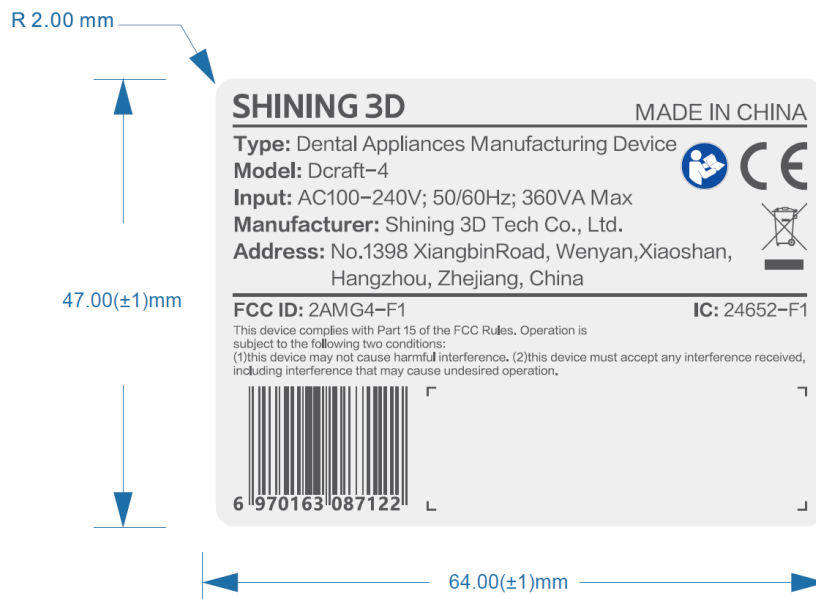 R 2.00 mm
SHINING 3D
MADE IN CHINA
Type: Dental Appliances Manufacturing Device
Model: Dcraft-4
Input: AC100-240V; 50/60Hz; 360VA Max
Manufacturer: Shining 3D Tech Co., Ltd.
Address: No.1398 XiangbinRoad, Wenyan,Xiaoshan,
Hangzhou, Zhejiang, China
47.00(±1)mm
FCC ID: 2AMG4-F1
IC: 24652-F1
This device complies with Part 15 of the FCC Rules. Operation is
subject to the following two conditions:
(1)this device may not cause harmful interference. (2)this device must accept any interference received,
including interference that may cause undesired operation.
6 970163 087122
64.00(±1)mm